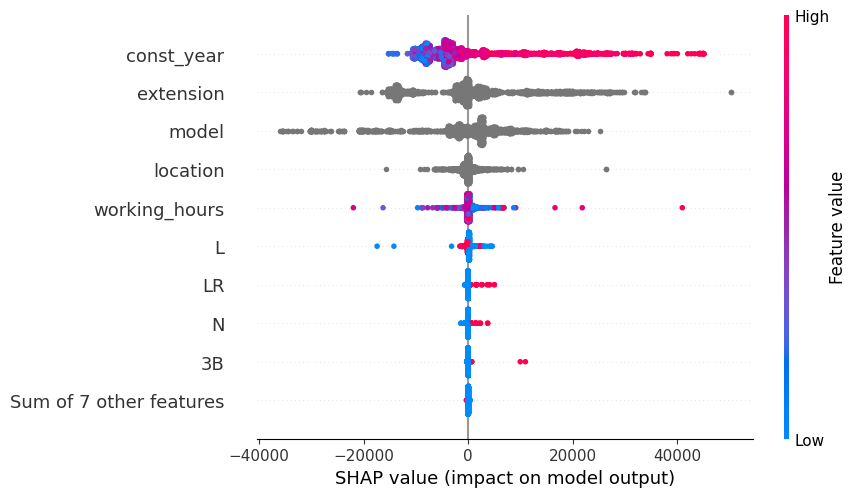 High
const_year
extension
model
location
working_hours
L
LR
N
3B
Sum of 7 other features
Feature value
Low
−40000 −20000 0 20000 40000
SHAP value (impact on model output)